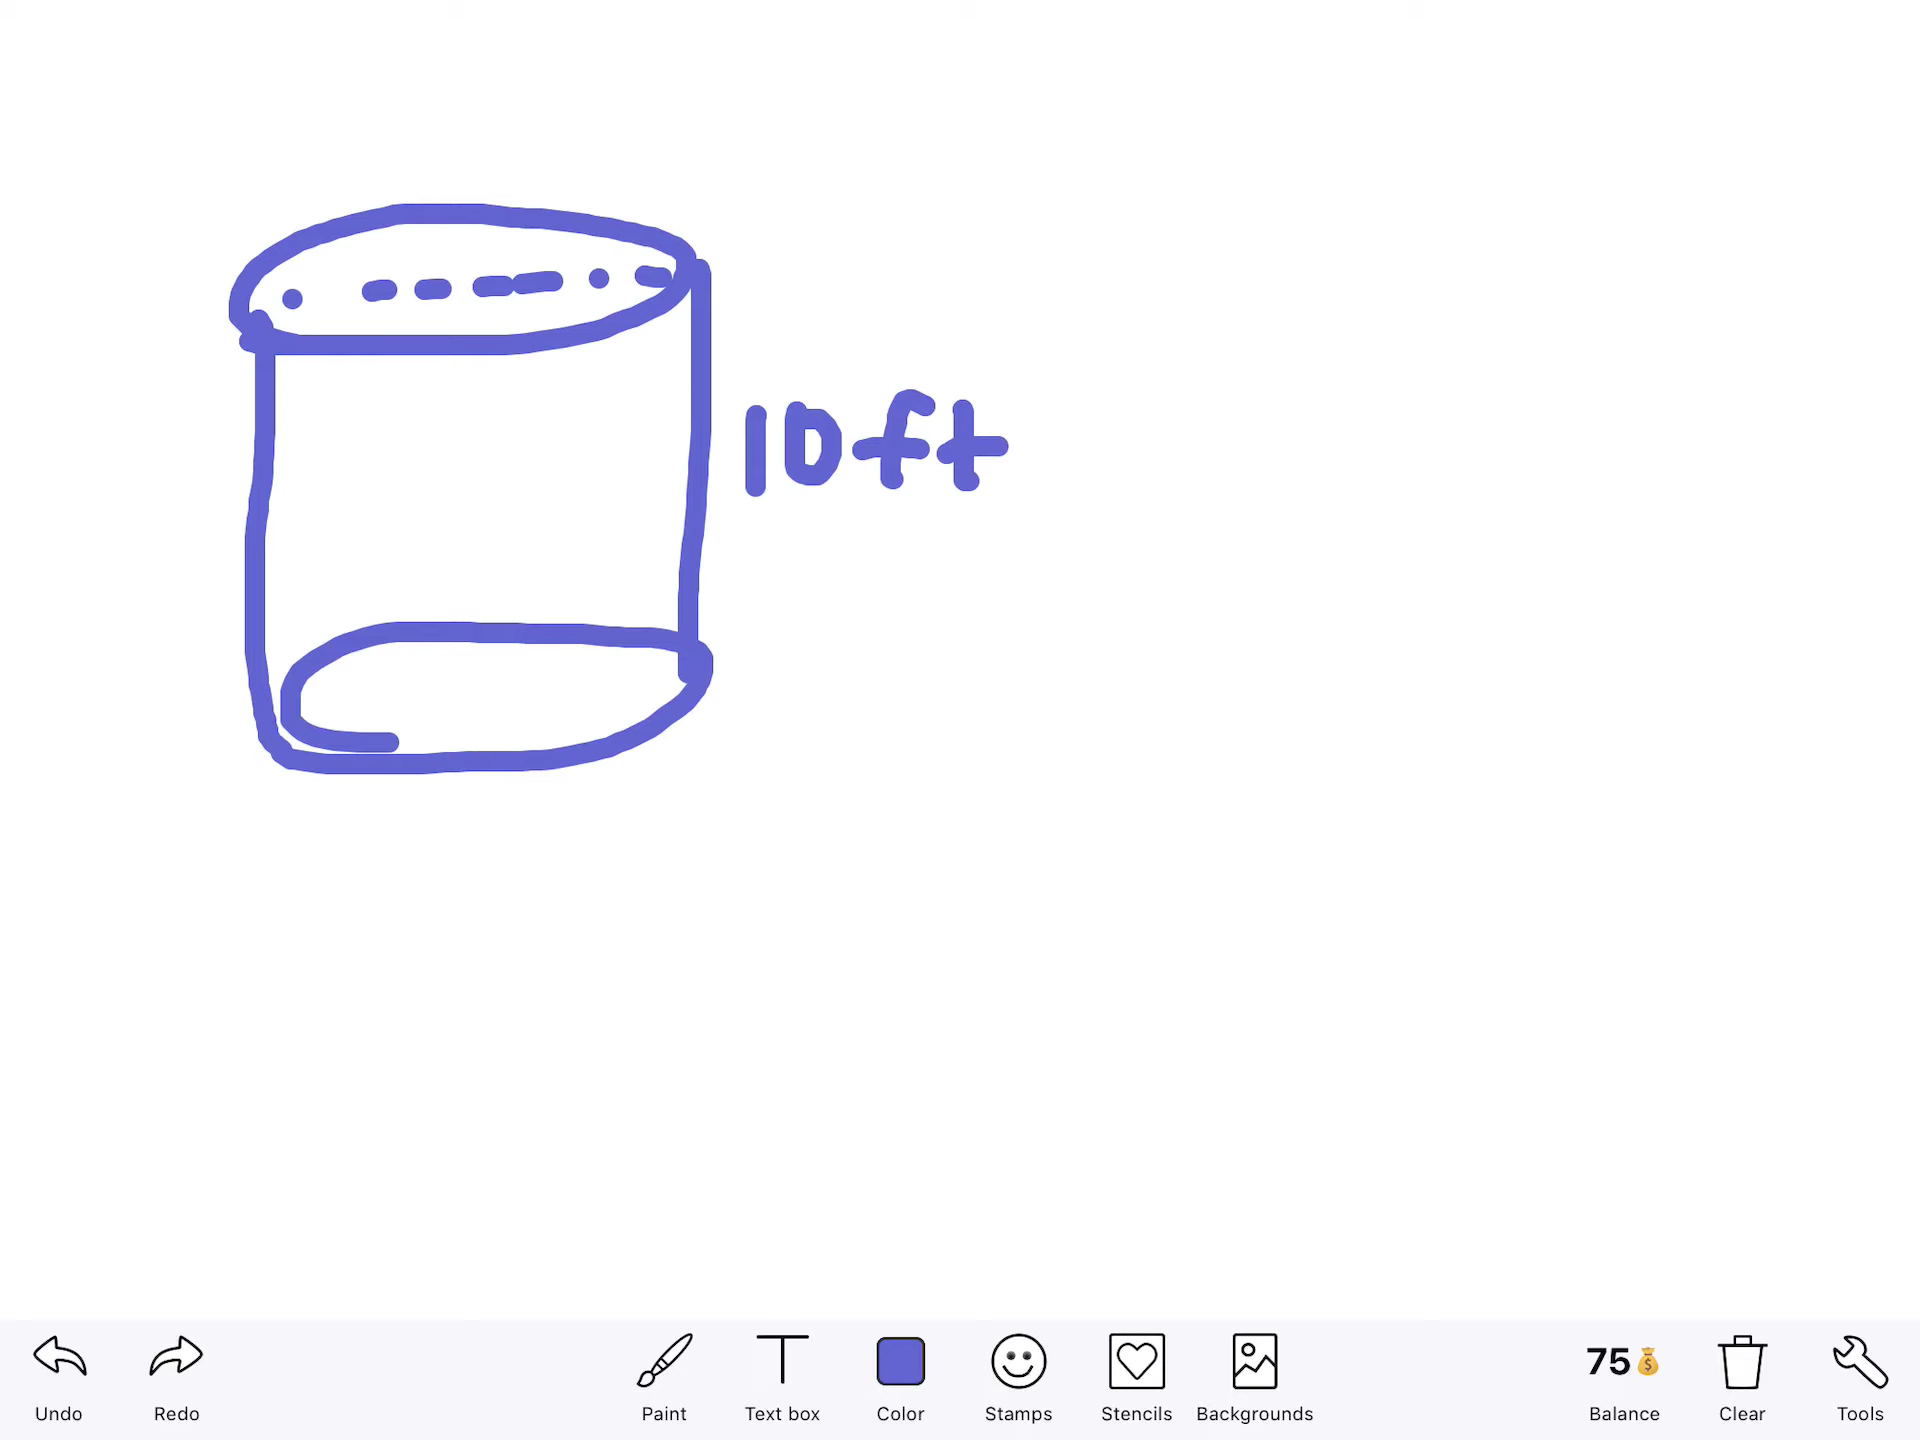 10ft
75
Undo
Redo
Paint
Text box
Color
Stamps
Stencils
Backgrounds
Balance
Clear
Tools